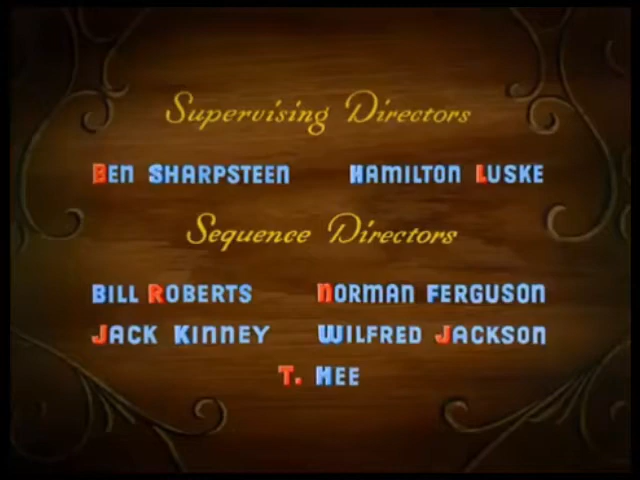 Supervising Directors
BEN SHARPSTEEN HAMILTON LUSKE
Sequence Directors
BILL ROBERTS NORMAN FERGUSON
JACK KINNEY WILFRED JACKSON
T. HEE